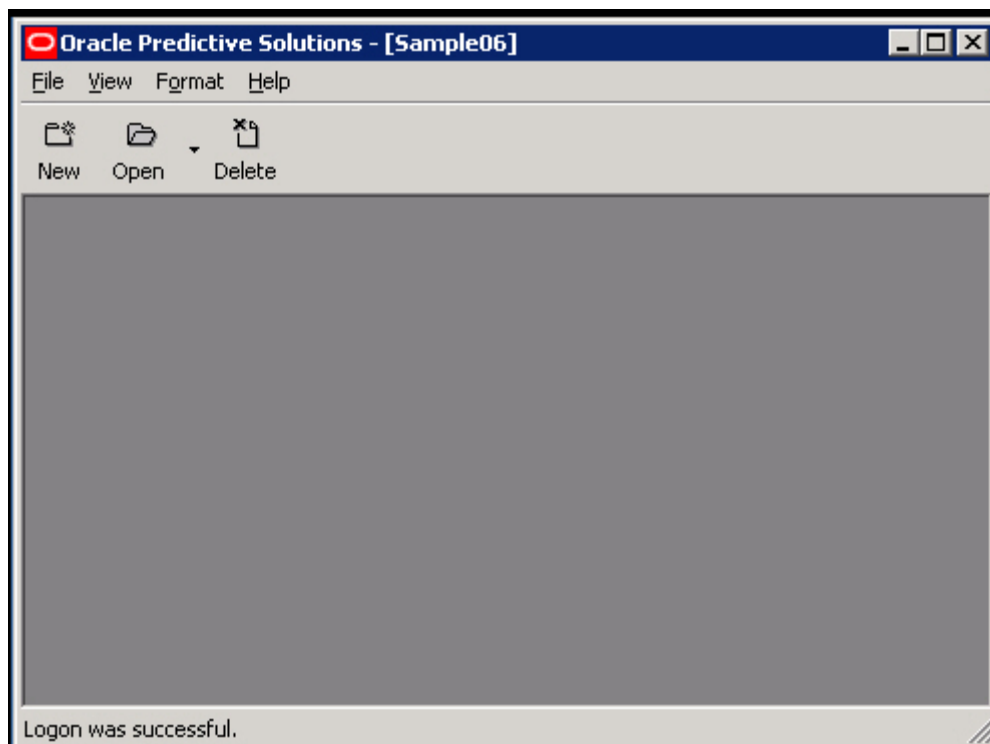 Oracle Predictive Solutions - [Sample06]
File View Format Help
New Open Delete
Logon was successful.